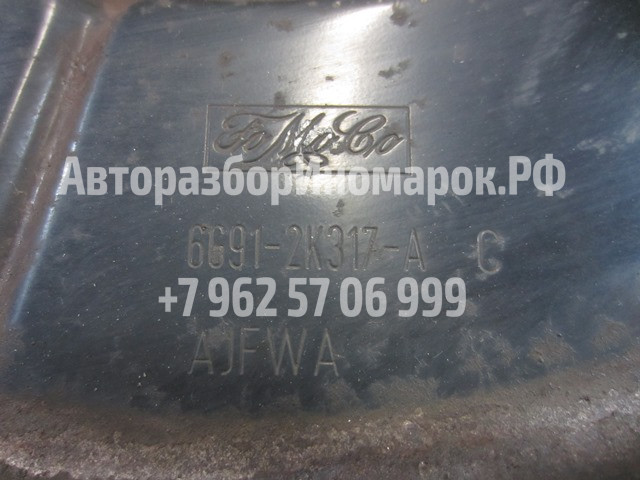 FoMoCo
Авторазбор Иномарок.РФ
6G91-2K317-A C
+7 962 57 06 999
AJFWA